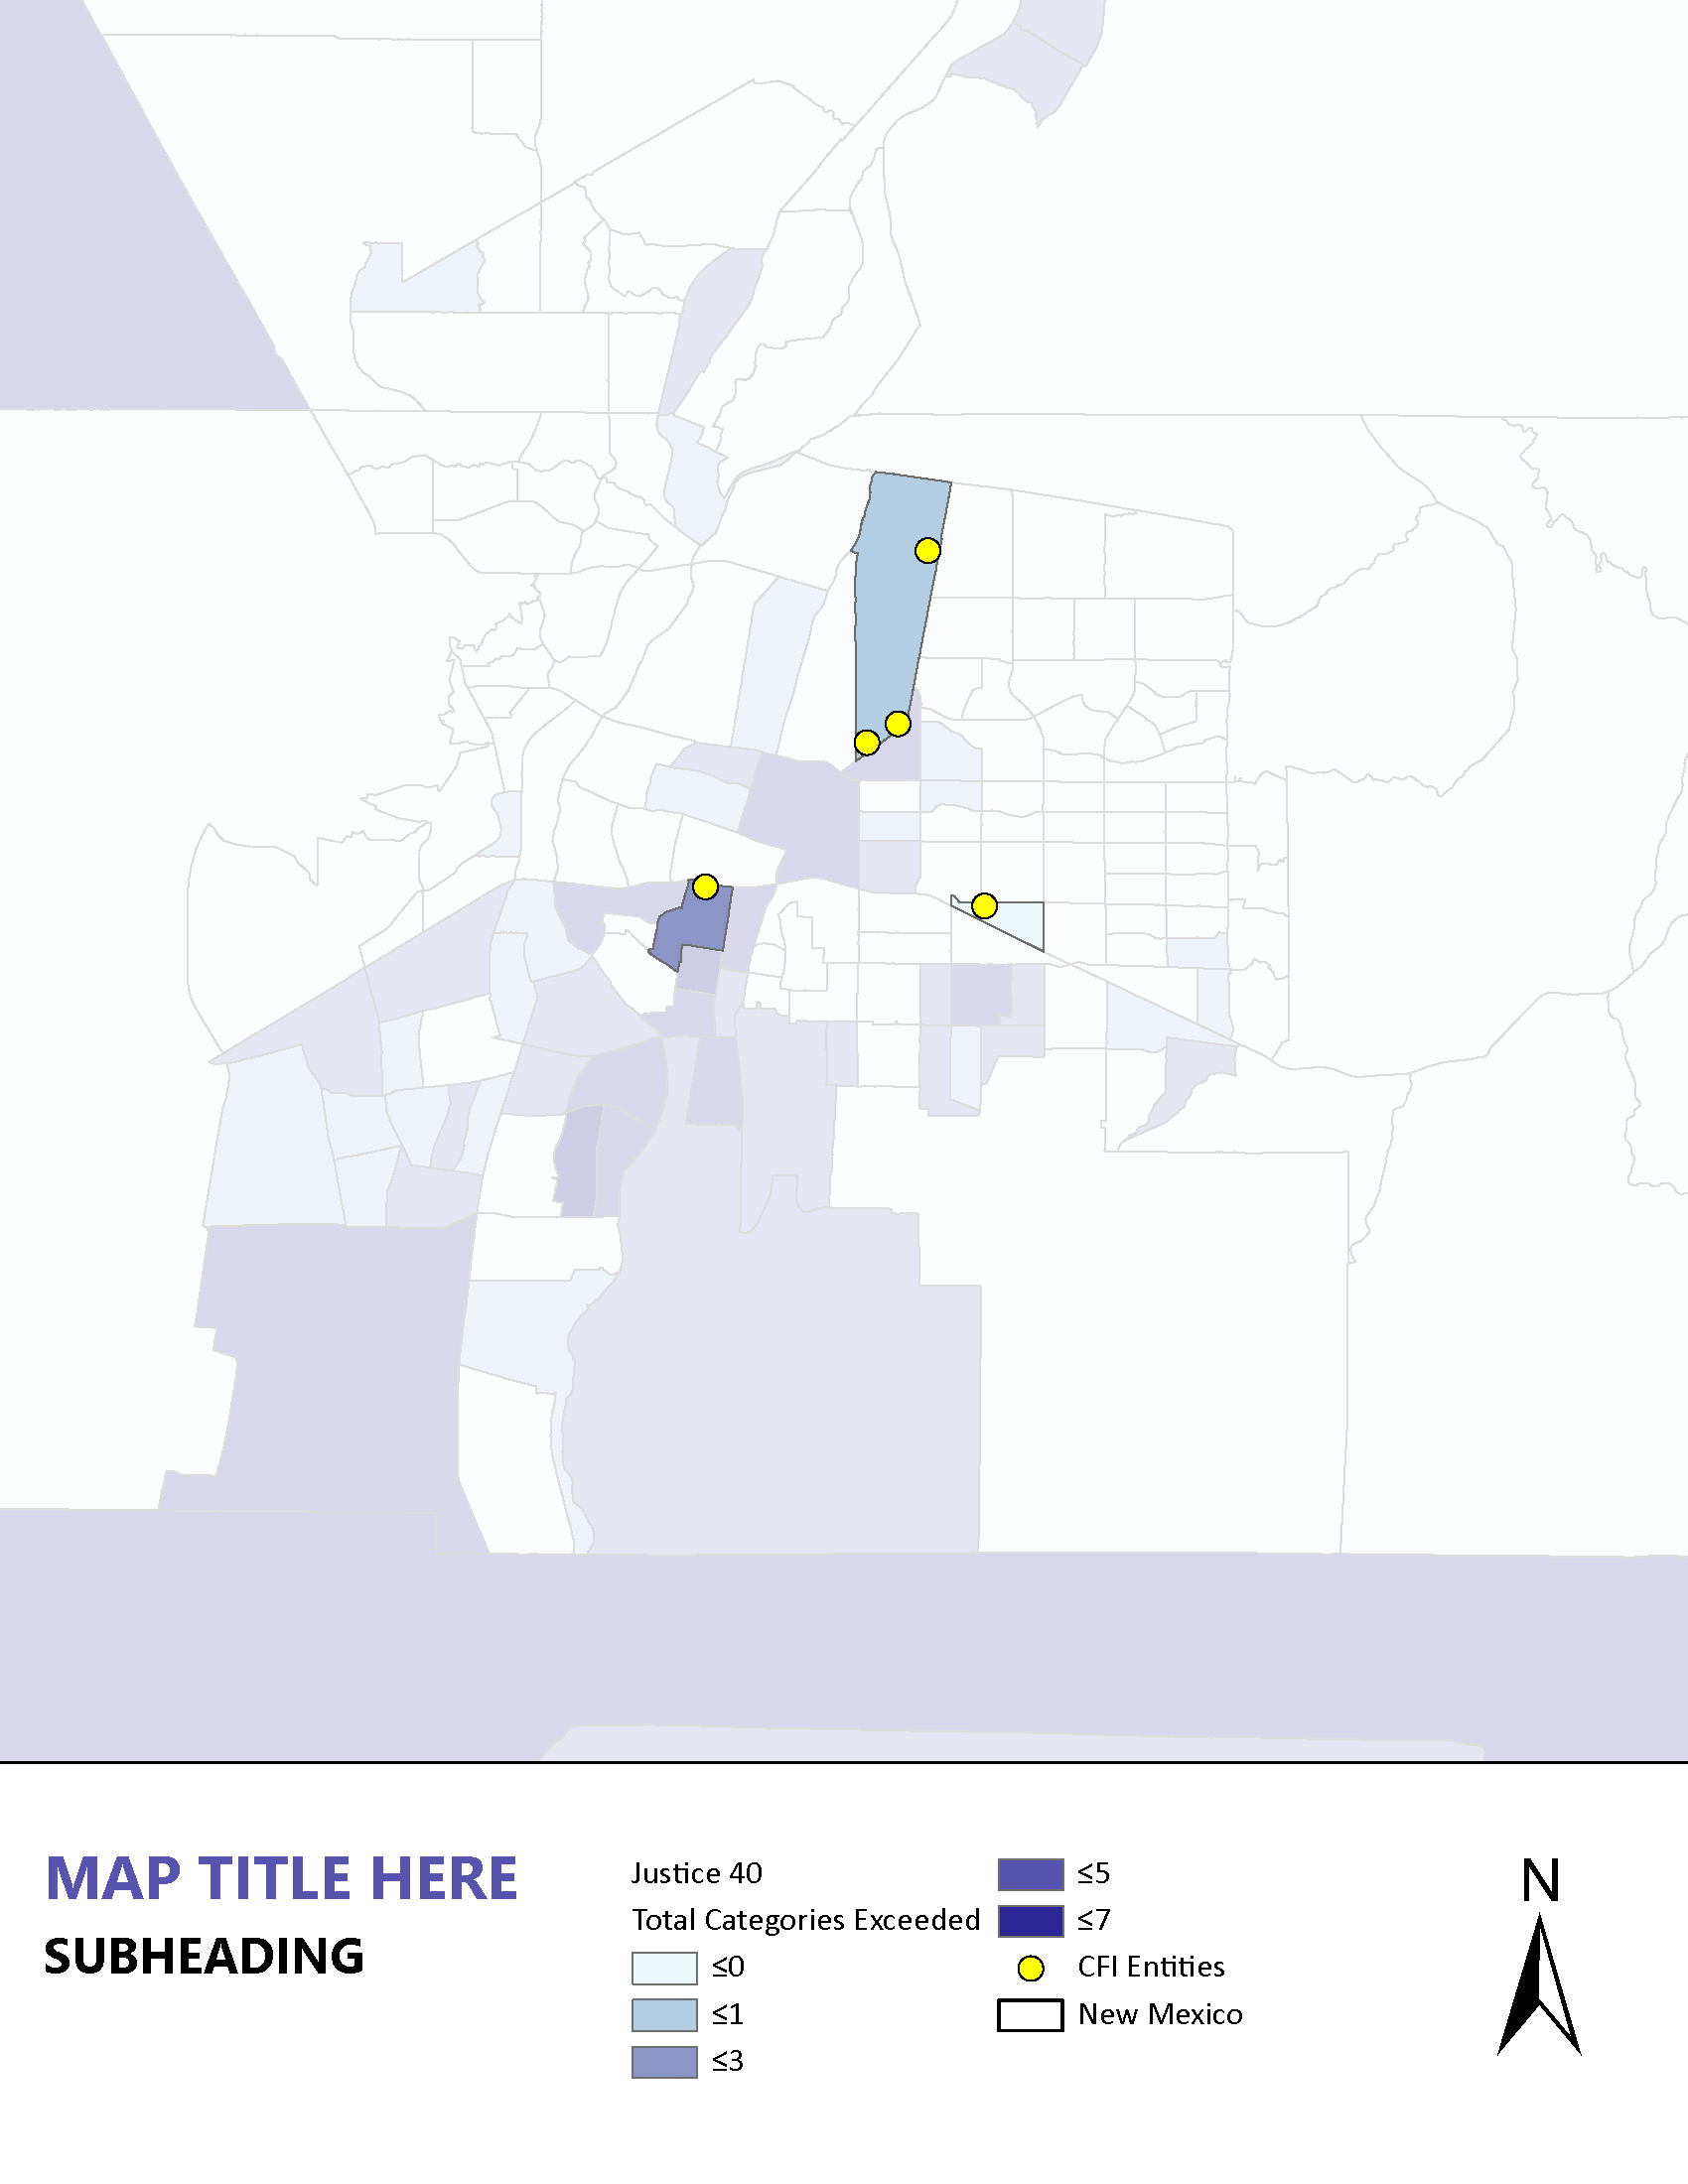 MAP TITLE HERE
SUBHEADING
Justice 40
Total Categories Exceeded
≤0
≤1
≤3
≤5
≤7
CFI Entities
New Mexico
N